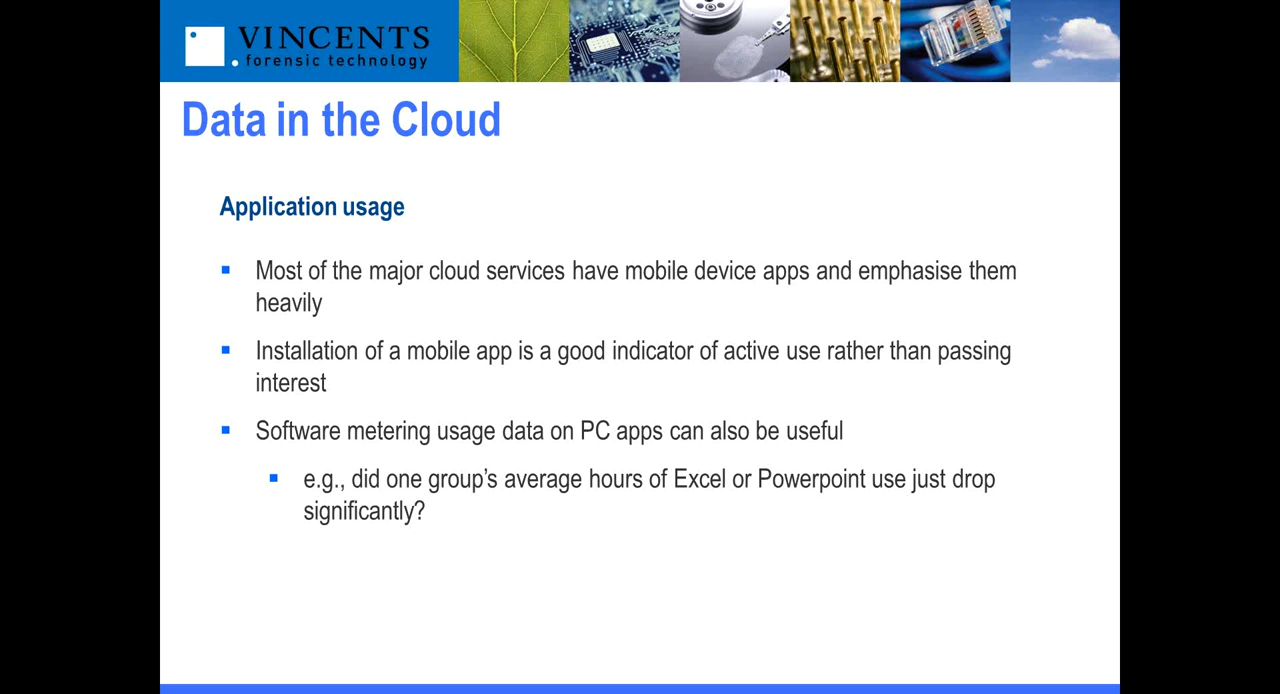 VINCENTS
forensic technology
Data in the Cloud
Application usage
Most of the major cloud services have mobile device apps and emphasise them
heavily
Installation of a mobile app is a good indicator of active use rather than passing
interest
Software metering usage data on PC apps can also be useful
e.g., did one group’s average hours of Excel or Powerpoint use just drop
significantly?